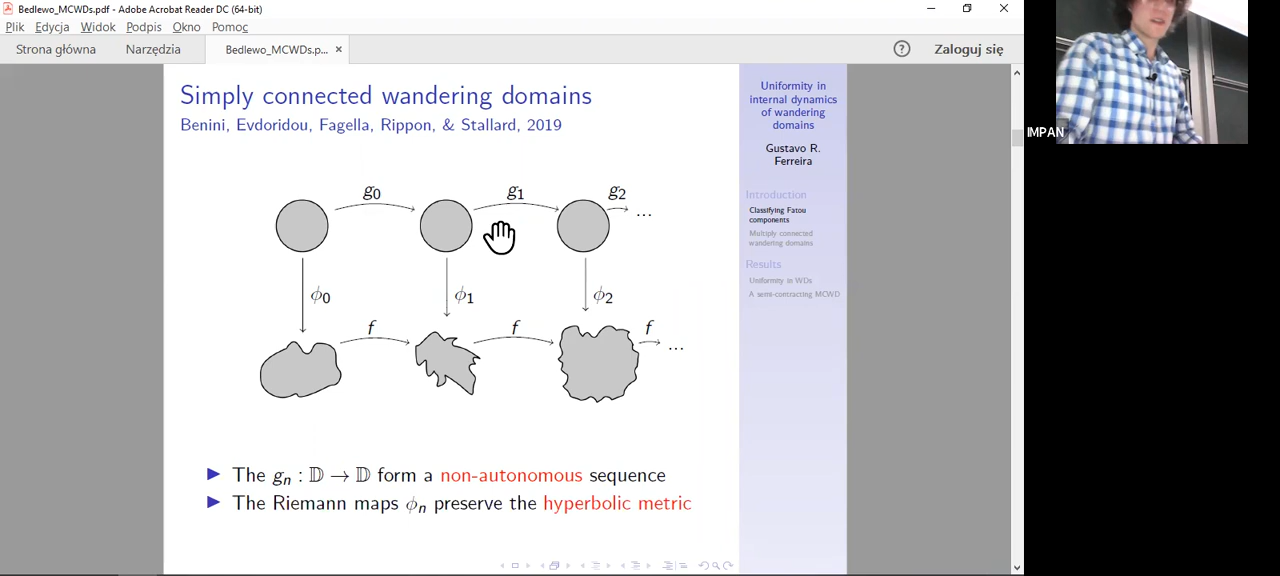 Bedlewo_MCWDs.pdf - Adobe Acrobat Reader DC (64-bit)
Plik Edycja Widok Podpis Okno Pomoc
Strona główna Narzędzia Bedlewo_MCWDs.p... × ? Zaloguj się
Simply connected wandering domains
Benini, Evdoridou, Fagella, Rippon, & Stallard, 2019
g0 g1 g2 ...
ϕ0 ϕ1 ϕ2
f f f ...
▶ The gn : 𝔻 → 𝔻 form a non-autonomous sequence
▶ The Riemann maps ϕn preserve the hyperbolic metric
Uniformity in
internal dynamics
of wandering
domains
Gustavo R.
Ferreira
Introduction
Classifying Fatou
components
Multiply connected
wandering domains
Results
Uniformity in WDs
A semi-contracting MCWD
IMPAN